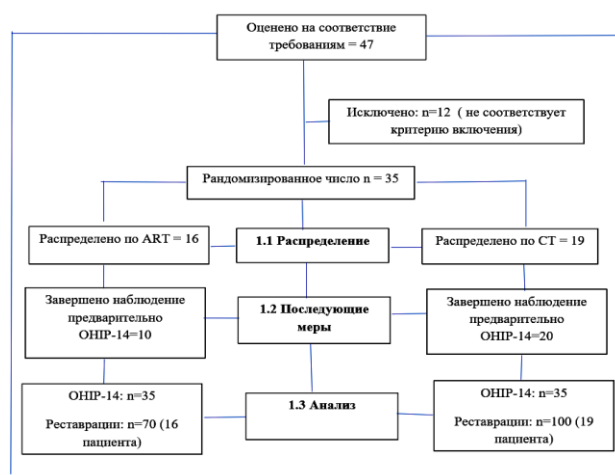 Оценено на соответствие
требованиям = 47
Исключено: n=12 ( не соответствует
критерию включения)
Рандомизированное число n = 35
Распределено по ART = 16
1.1 Распределение
Распределено по CT = 19
Завершено наблюдение
предварительно
OHIP-14=10
1.2 Последующие
меры
Завершено наблюдение
предварительно
OHIP-14=20
OHIP-14: n=35
Реставрации: n=70 (16
пациента)
1.3 Анализ
OHIP-14: n=35
Реставрации: n=100 (19
пациента)